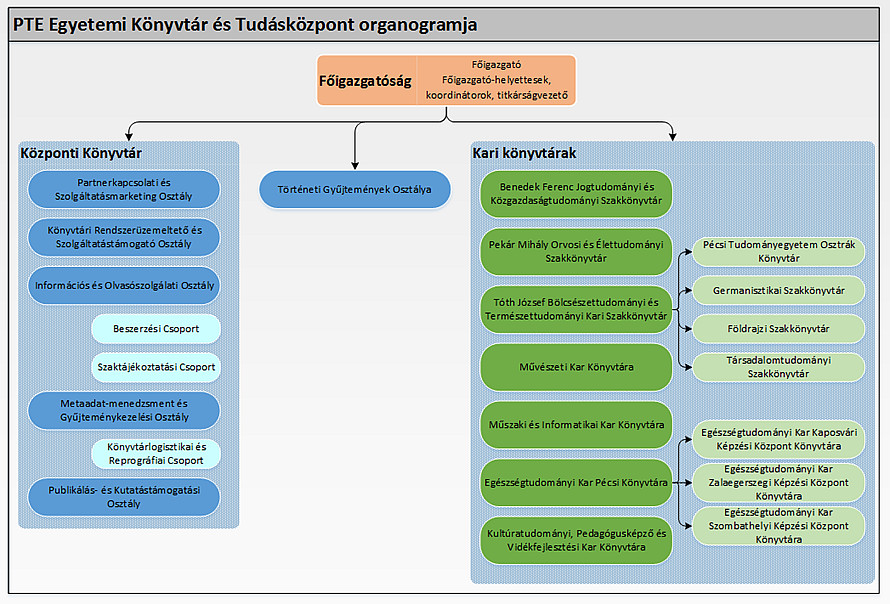 PTE Egyetemi Könyvtár és Tudásközpont organogramja
Főigazgatóság
Főigazgató
Főigazgató-helyettesek,
koordinátorok, titkárságvezető
Központi Könyvtár
Partnerkapcsolati és
Szolgáltatásmarketing Osztály
Könyvtári Rendszerüzemeltető és
Szolgáltatástámogató Osztály
Információs és Olvasószolgálati Osztály
Beszerzési Csoport
Szaktájékoztatási Csoport
Metaadat-menedzsment és
Gyűjteménykezelési Osztály
Könyvtárlogisztikai és
Reprográfiai Csoport
Publikálás- és Kutatástámogatási
Osztály
Történeti Gyűjtemények Osztálya
Kari könyvtárak
Benedek Ferenc Jogtudományi és
Közgazdaságtudományi Szakkönyvtár
Pekár Mihály Orvosi és Élettudományi
Szakkönyvtár
Tóth József Bölcsészettudományi és
Természettudományi Kari Szakkönyvtár
Művészeti Kar Könyvtára
Műszaki és Informatikai Kar Könyvtára
Egészségtudományi Kar Pécsi Könyvtára
Kultúratudományi, Pedagógusképző és
Vidékfejlesztési Kar Könyvtára
Pécsi Tudományegyetem Osztrák
Könyvtár
Germanisztikai Szakkönyvtár
Földrajzi Szakkönyvtár
Társadalomtudományi
Szakkönyvtár
Egészségtudományi Kar Kaposvári
Képzési Központ Könyvtára
Egészségtudományi Kar
Zalaegerszegi Képzési Központ
Könyvtára
Egészségtudományi Kar
Szombathelyi Képzési Központ
Könyvtára